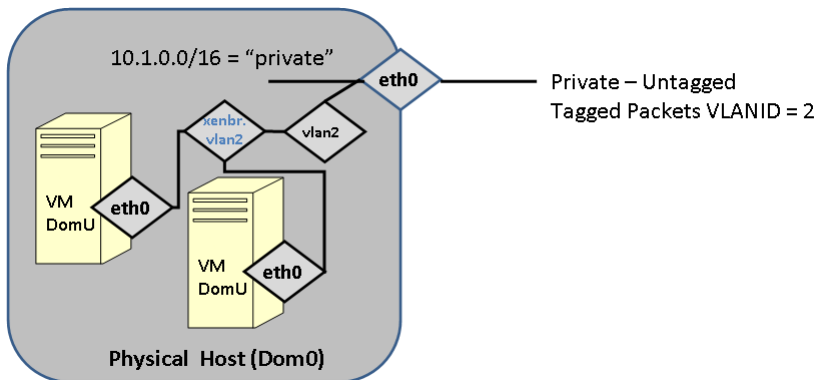 10.1.0.0/16 = “private”
eth0
Private – Untagged
Tagged Packets VLANID = 2
xenbr.
vlan2
vlan2
VM
DomU
eth0
VM
DomU
eth0
Physical Host (Dom0)